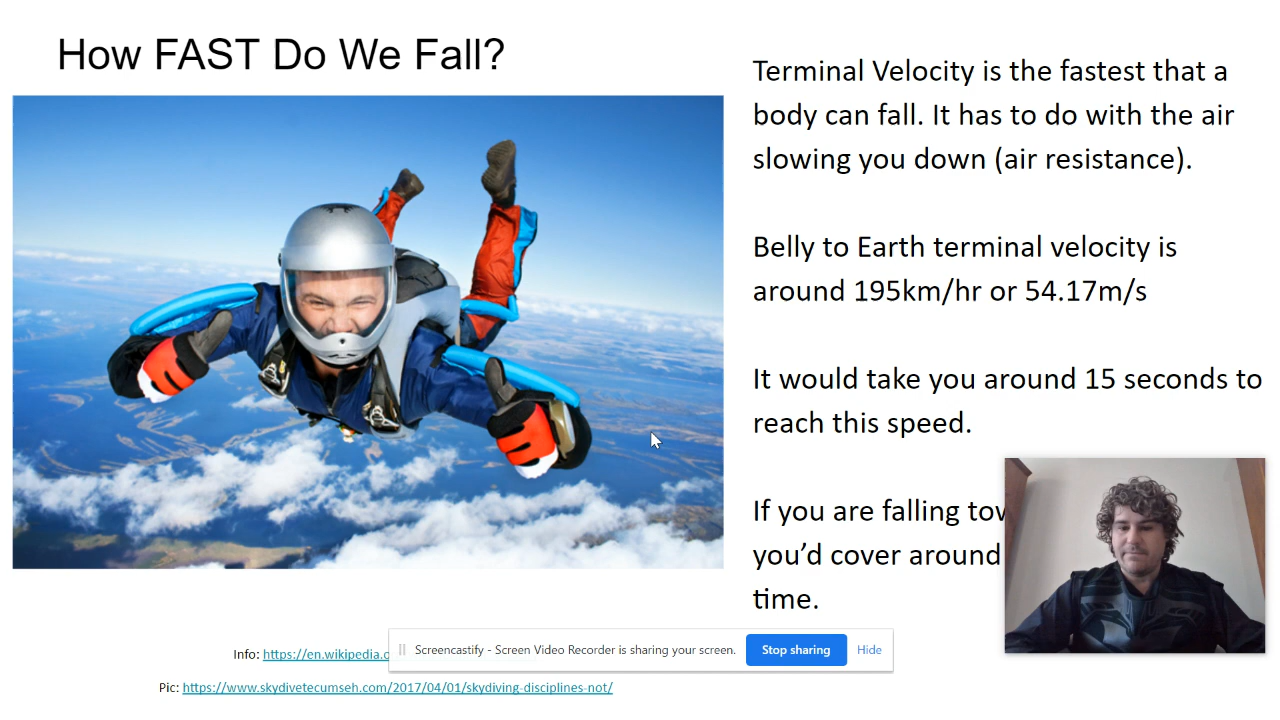 How FAST Do We Fall?
Terminal Velocity is the fastest that a
body can fall. It has to do with the air
slowing you down (air resistance).
Belly to Earth terminal velocity is
around 195km/hr or 54.17m/s
It would take you around 15 seconds to
reach this speed.
If you are falling
you’d cover around
time.
Info: https://en.wikipedia.o
Screencastify - Screen Video Recorder is sharing your screen.
Stop sharing
Hide
Pic: https://www.skydivetecumseh.com/2017/04/01/skydiving-disciplines-not/